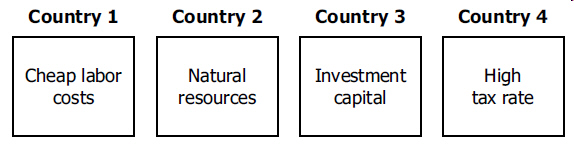 Country 1
Country 2
Country 3
Country 4
Cheap labor
costs
Natural
resources
Investment
capital
High
tax rate